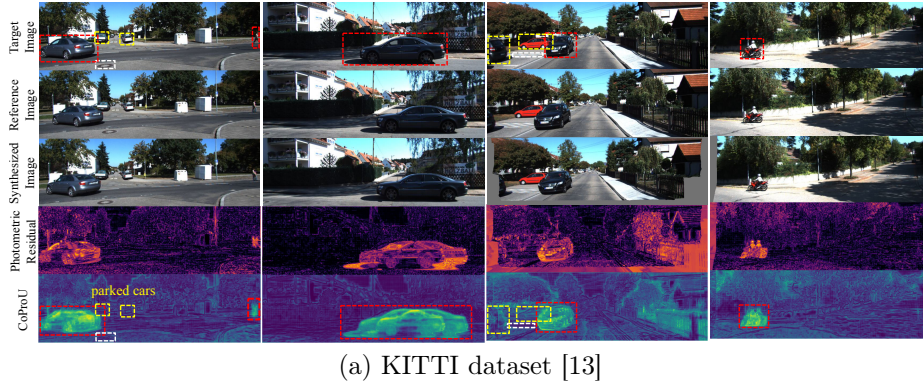 Target
Image
Reference
Image
Synthesized
Image
Photometric
Residual
CoProU
parked cars
(a) KITTI dataset [13]